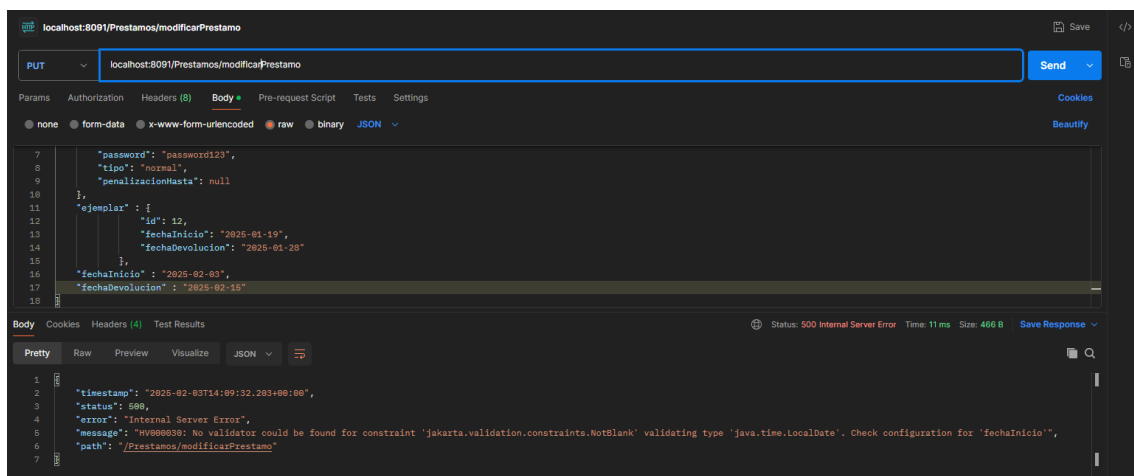 HTTP localhost:8091/Prestamos/modificarPrestamo Save </>
PUT localhost:8091/Prestamos/modificarPrestamo Send
Params Authorization Headers (8) Body Pre-request Script Tests Settings Cookies
none form-data x-www-form-urlencoded raw binary JSON Beautify
7 "password": "password123",
8 "tipo": "normal",
9 "penalizacionHasta": null
10 },
11 "ejemplar" : {
12 "id": 12,
13 "fechaInicio": "2025-01-19",
14 "fechaDevolucion": "2025-01-28"
15 },
16 "fechaInicio" : "2025-02-03",
17 "fechaDevolucion" : "2025-02-15"
18 }
Body Cookies Headers (4) Test Results Status: 500 Internal Server Error Time: 11 ms Size: 466 B Save Response
Pretty Raw Preview Visualize JSON
1 {
2 "timestamp": "2025-02-03T14:09:32.203+00:00",
3 "status": 500,
4 "error": "Internal Server Error",
5 "message": "HV000030: No validator could be found for constraint 'jakarta.validation.constraints.NotBlank' validating type 'java.time.LocalDate'. Check configuration for 'fechaInicio'",
6 "path": "/Prestamos/modificarPrestamo"
7 }